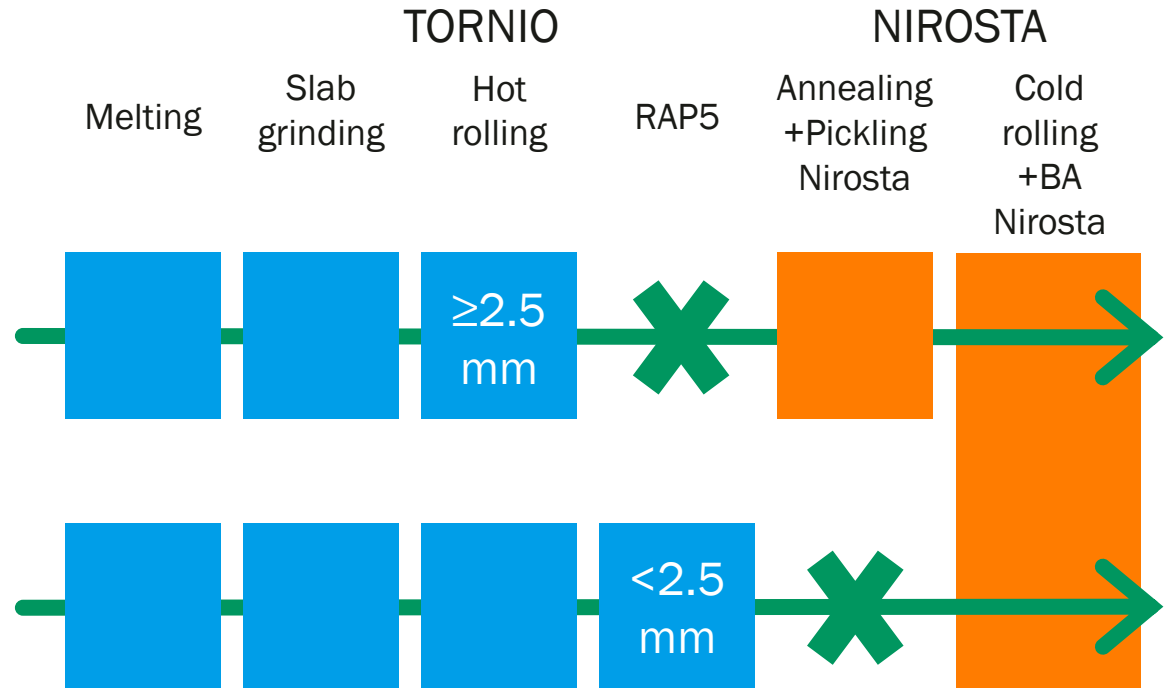 TORNIO
NIROSTA
Melting
Slab
grinding
Hot
rolling
RAP5
Annealing
+Pickling
Nirosta
Cold
rolling
+BA
Nirosta
≥2.5
mm
<2.5
mm